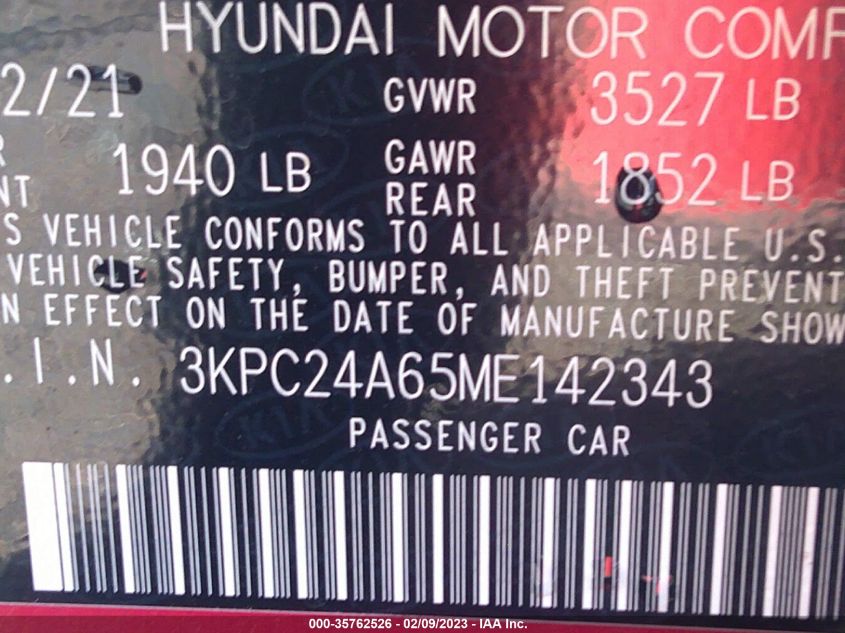 HYUNDAI MOTOR COMP
2/21 GVWR 3527 LB
R 1940 LB GAWR 1852 LB
NT REAR
S VEHICLE CONFORMS TO ALL APPLICABLE U.S.
VEHICLE SAFETY, BUMPER, AND THEFT PREVENT
N EFFECT ON THE DATE OF MANUFACTURE SHOW
.I.N. 3KPC24A65ME142343
PASSENGER CAR
000-35762526 - 02/09/2023 - IAA Inc.